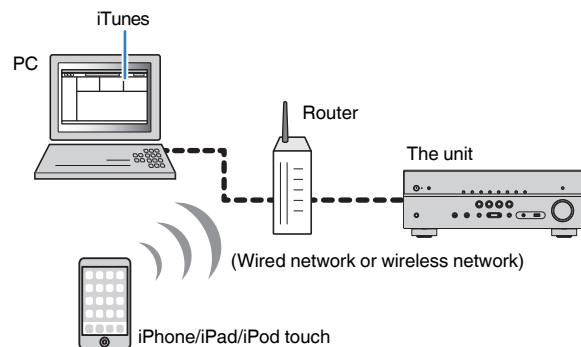 iTunes
PC
Router
The unit
(Wired network or wireless network)
iPhone/iPad/iPod touch